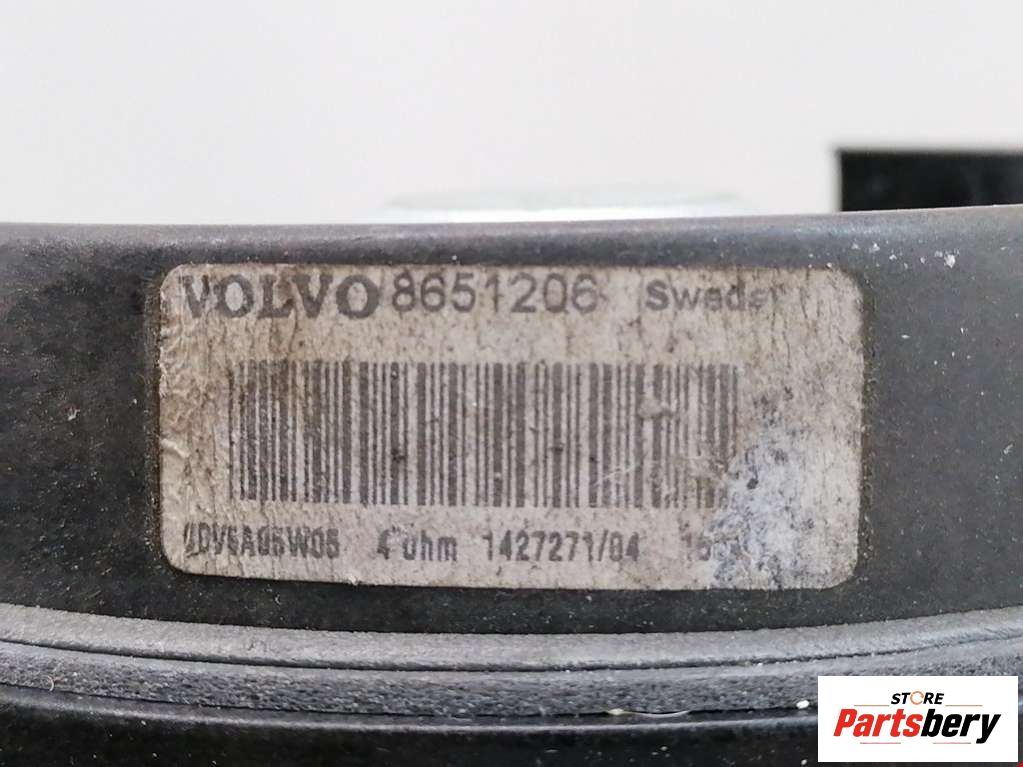 VOLVO 8651206 Sweden
4 ohm 1427271/04
STORE
Partsbery